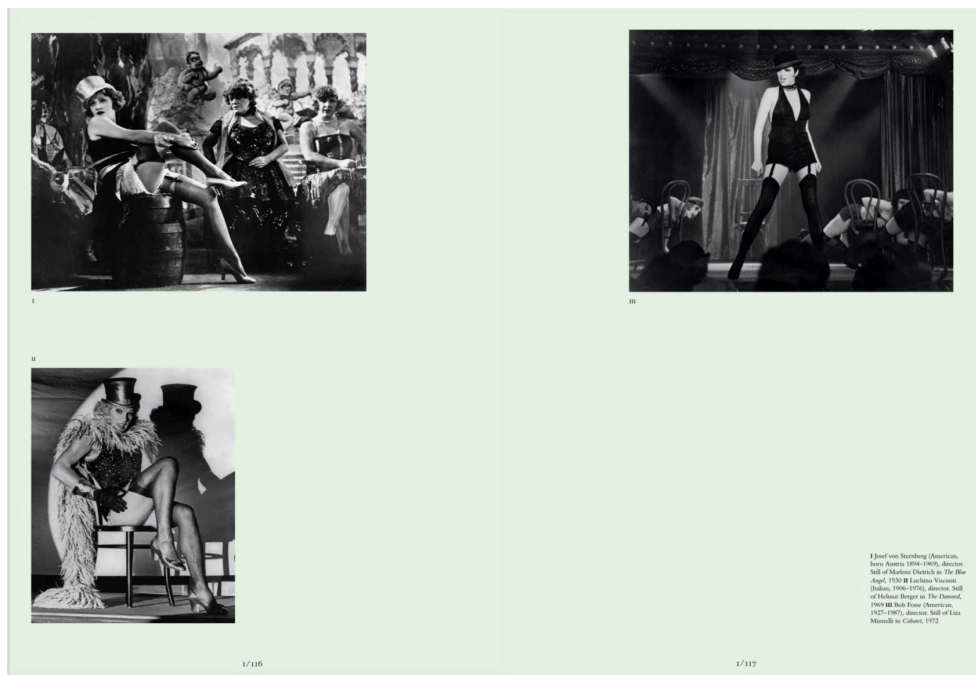 I
II
III
I Josef von Sternberg (American,
born Austria 1894–1969), director.
Still of Marlene Dietrich in The Blue
Angel, 1930 II Luchino Visconti
(Italian, 1906–1976), director. Still
of Helmut Berger in The Damned,
1969 III Bob Fosse (American,
1927–1987), director. Still of Liza
Minnelli in Cabaret, 1972
1/116
1/117